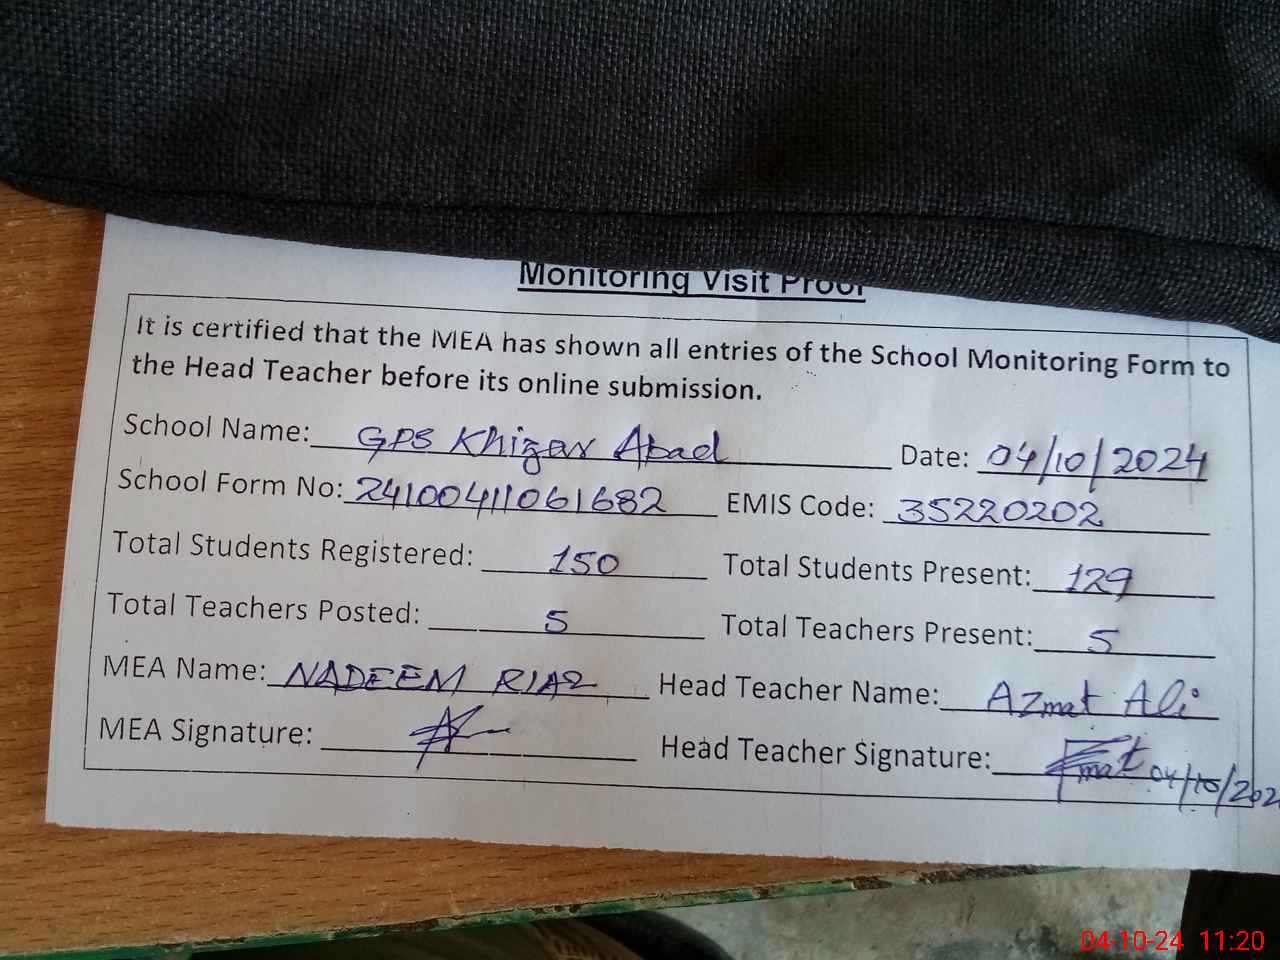 Monitoring Visit Proof
It is certified that the MEA has shown all entries of the School Monitoring Form to
the Head Teacher before its online submission.
School Name: GPS Khizar Abad Date: 04/10/2024
School Form No: 24100411061682 EMIS Code: 35220202
Total Students Registered: 150 Total Students Present: 129
Total Teachers Posted: 5 Total Teachers Present: 5
MEA Name: NADEEM RIAZ Head Teacher Name: Azmat Ali
MEA Signature: Head Teacher Signature: 04/10/202
04-10-24 11:20